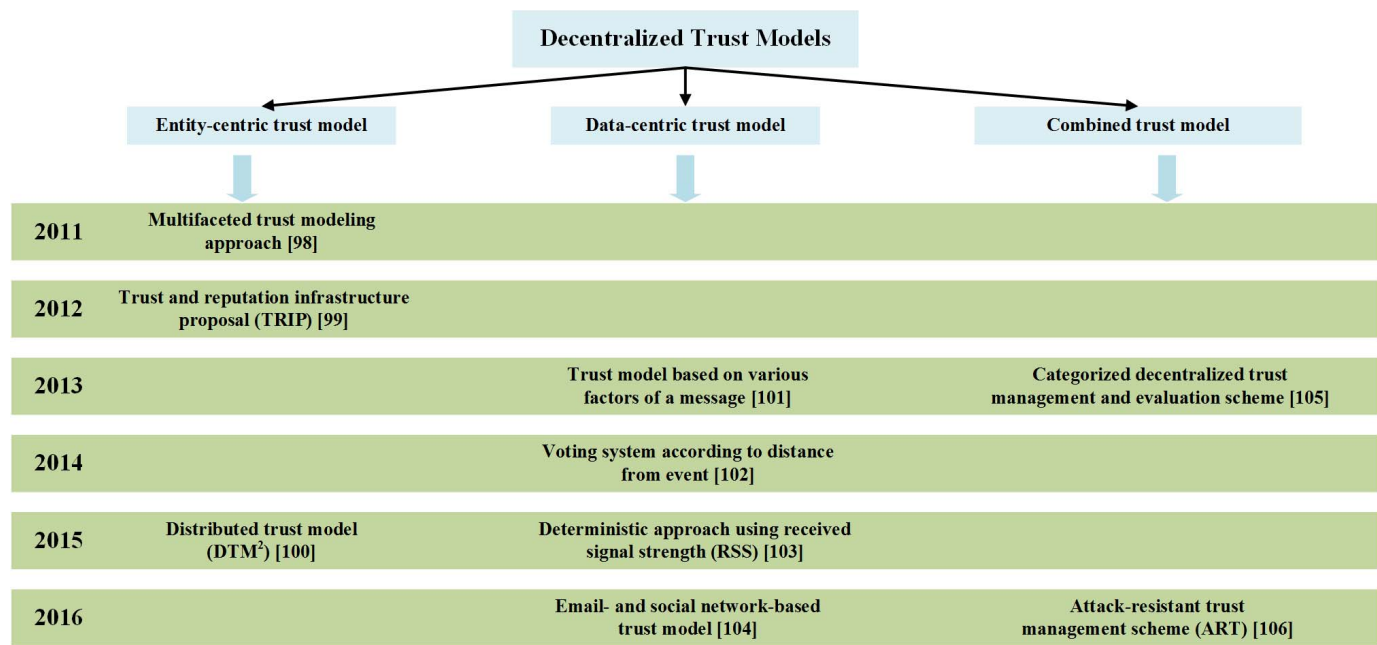 Decentralized Trust Models
Entity-centric trust model
Data-centric trust model
Combined trust model
2011
Multifaceted trust modeling
approach [98]
2012
Trust and reputation infrastructure
proposal (TRIP) [99]
2013
Trust model based on various
factors of a message [101]
Categorized decentralized trust
management and evaluation scheme [105]
2014
Voting system according to distance
from event [102]
2015
Distributed trust model
(DTM²) [100]
Deterministic approach using received
signal strength (RSS) [103]
2016
Email- and social network-based
trust model [104]
Attack-resistant trust
management scheme (ART) [106]